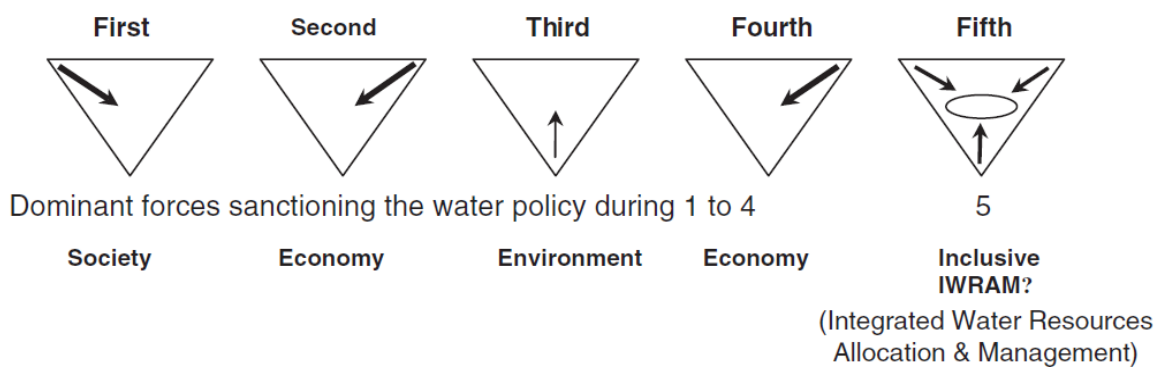 First Second Third Fourth Fifth
Dominant forces sanctioning the water policy during 1 to 4 5
Society Economy Environment Economy Inclusive
IWRAM?
(Integrated Water Resources
Allocation & Management)